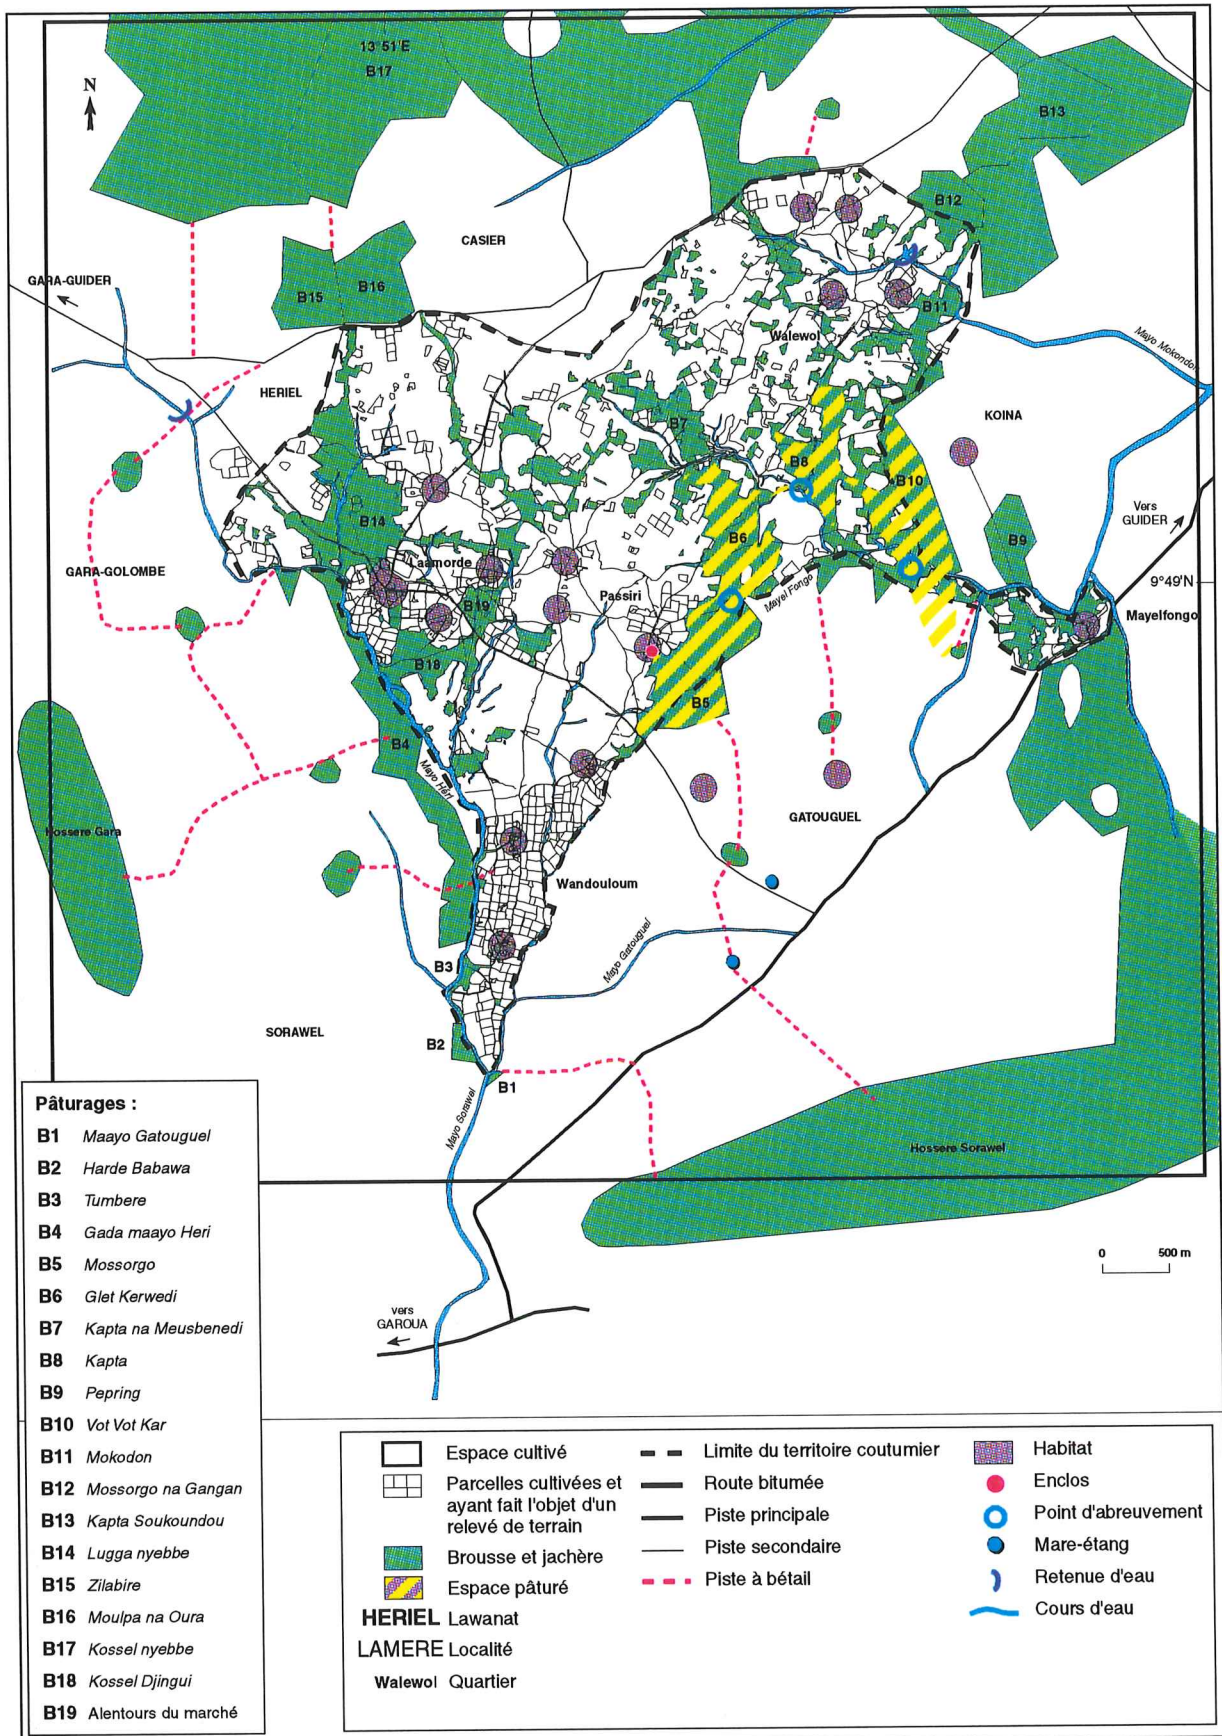 13°51'E
B17
N
B13
B12
CASIER
GARA-GUIDER
B15
B16
B11
Walewol
Mayo Mokondon
HERIEL
B7
KOINA
B8
B10
Vers
GUIDER
B14
B6
B9
Laamorde
GARA-GOLOMBE
B19
Passiri
Mayel Fongo
9°49'N
Mayelfongo
B18
B5
B4
Mayo Heri
GATOUGUEL
Hossere Gara
Wandouloum
Mayo Gatouguel
B3
SORAWEL
B2
B1
Mayo Sorawel
Hossere Sorawel
0 500 m
vers
GAROUA
Pâturages :
B1 Maayo Gatouguel
B2 Harde Babawa
B3 Tumbere
B4 Gada maayo Heri
B5 Mossorgo
B6 Glet Kerwedi
B7 Kapta na Meusbenedi
B8 Kapta
B9 Pepring
B10 Vot Vot Kar
B11 Mokodon
B12 Mossorgo na Gangan
B13 Kapta Soukoundou
B14 Lugga nyebbe
B15 Zilabire
B16 Moulpa na Oura
B17 Kossel nyebbe
B18 Kossel Djingui
B19 Alentours du marché
Espace cultivé
Parcelles cultivées et
ayant fait l'objet d'un
relevé de terrain
Brousse et jachère
Espace pâturé
HERIEL Lawanat
LAMERE Localité
Walewol Quartier
Limite du territoire coutumier
Route bitumée
Piste principale
Piste secondaire
Piste à bétail
Habitat
Enclos
Point d'abreuvement
Mare-étang
Retenue d'eau
Cours d'eau